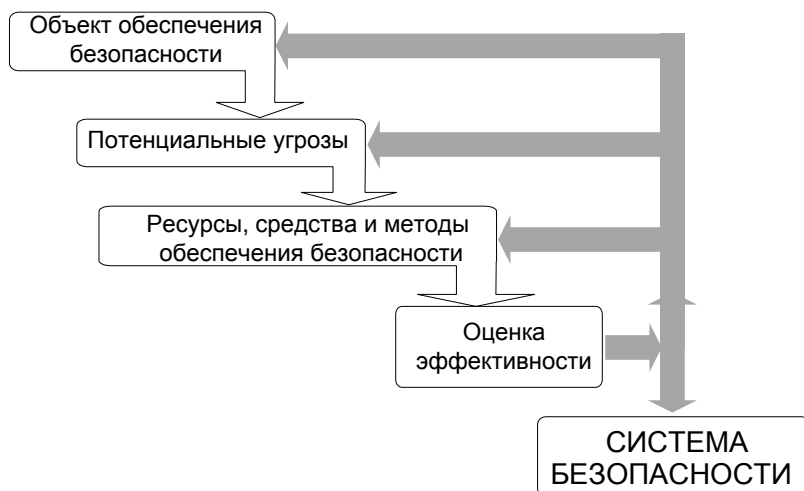 Объект обеспечения
безопасности
Потенциальные угрозы
Ресурсы, средства и методы
обеспечения безопасности
Оценка
эффективности
СИСТЕМА
БЕЗОПАСНОСТИ